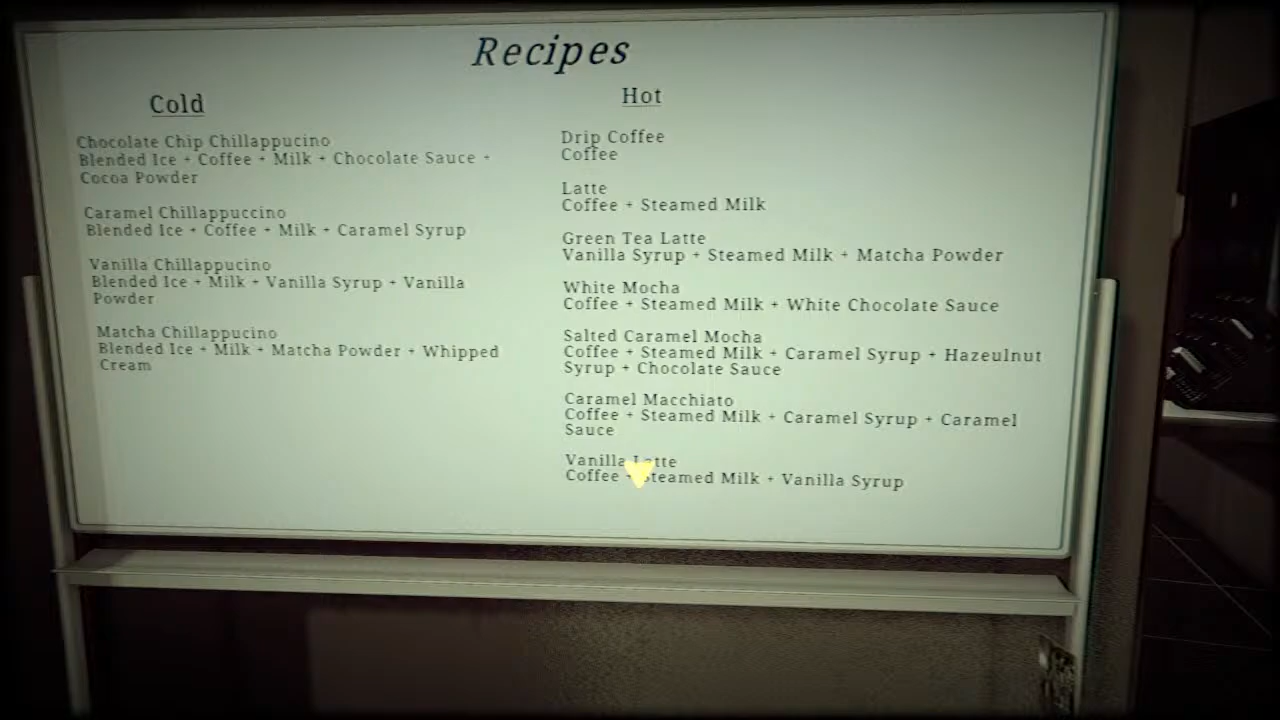 Recipes
Cold
Chocolate Chip Chillappucino
Blended Ice + Coffee + Milk + Chocolate Sauce +
Cocoa Powder
Caramel Chillappuccino
Blended Ice + Coffee + Milk + Caramel Syrup
Vanilla Chillappucino
Blended Ice + Milk + Vanilla Syrup + Vanilla
Powder
Matcha Chillappucino
Blended Ice + Milk + Matcha Powder + Whipped
Cream
Hot
Drip Coffee
Coffee
Latte
Coffee + Steamed Milk
Green Tea Latte
Vanilla Syrup + Steamed Milk + Matcha Powder
White Mocha
Coffee + Steamed Milk + White Chocolate Sauce
Salted Caramel Mocha
Coffee + Steamed Milk + Caramel Syrup + Hazeulnut
Syrup + Chocolate Sauce
Caramel Macchiato
Coffee + Steamed Milk + Caramel Syrup + Caramel
Sauce
Vanilla Latte
Coffee + Steamed Milk + Vanilla Syrup